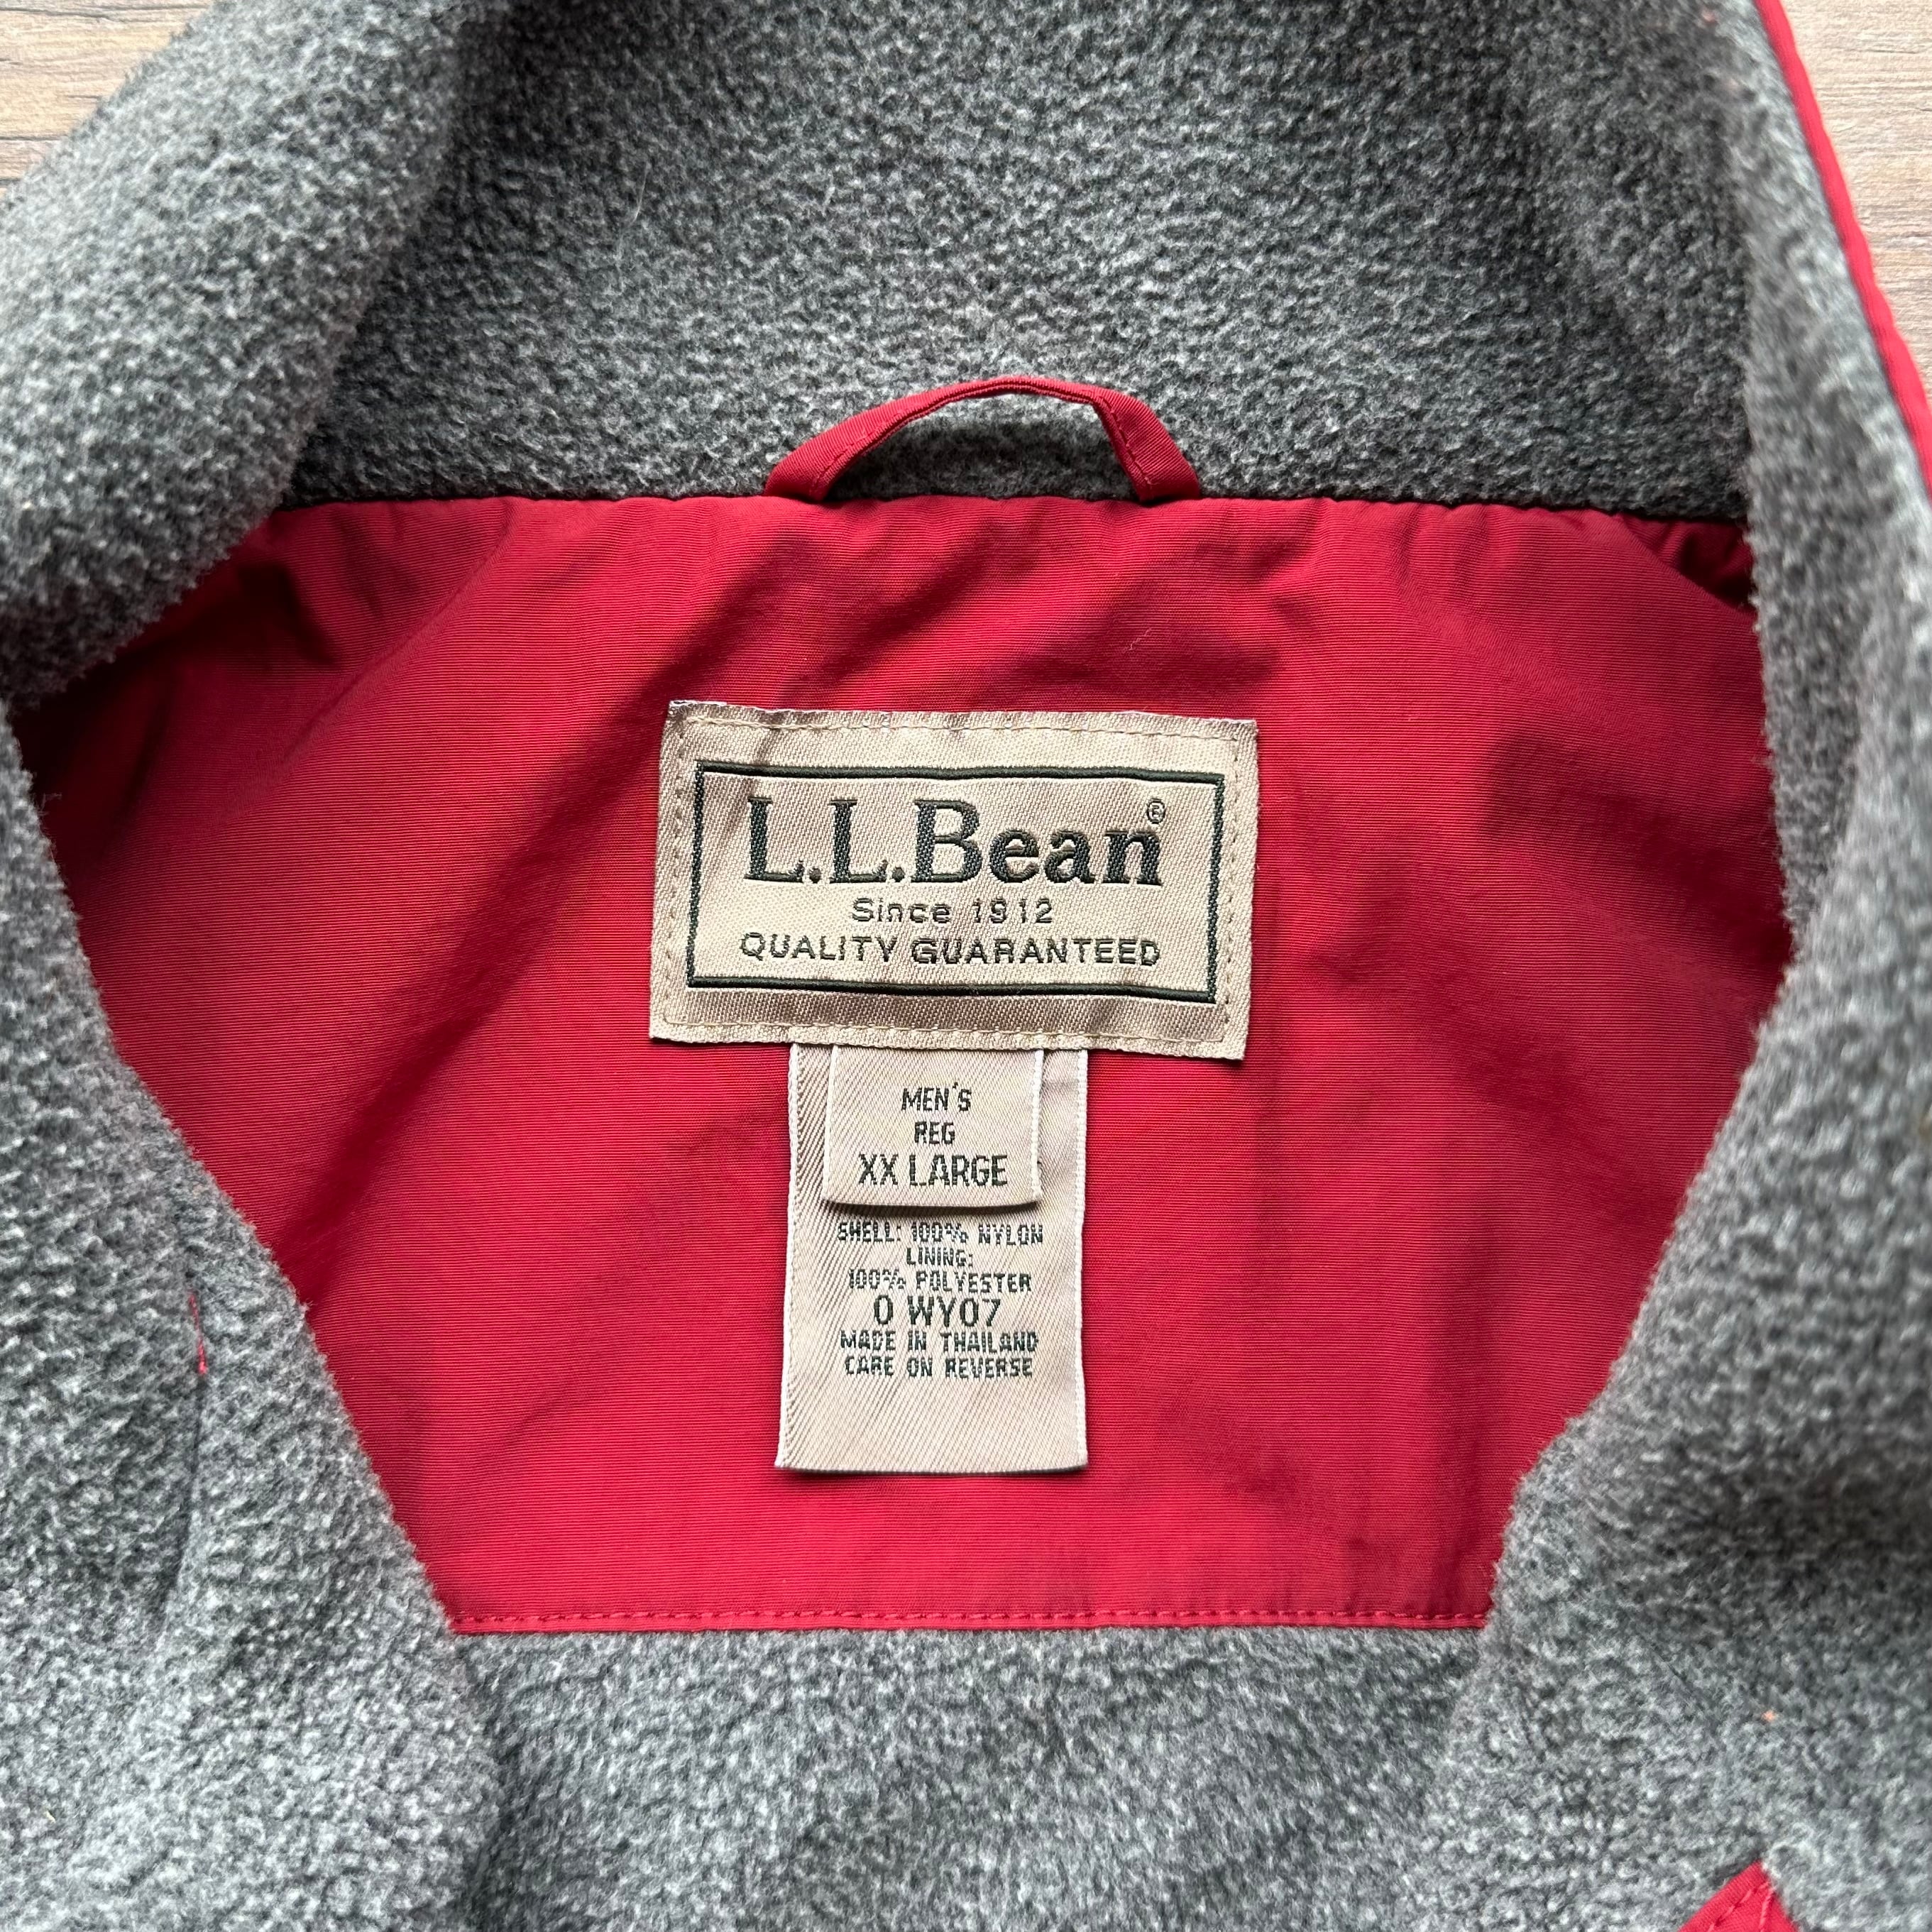 L.L.Bean®
Since 1912
QUALITY GUARANTEED
MEN'S
REG
XX LARGE
SHELL: 100% NYLON
LINING:
100% POLYESTER
0 WY07
MADE IN THAILAND
CARE ON REVERSE